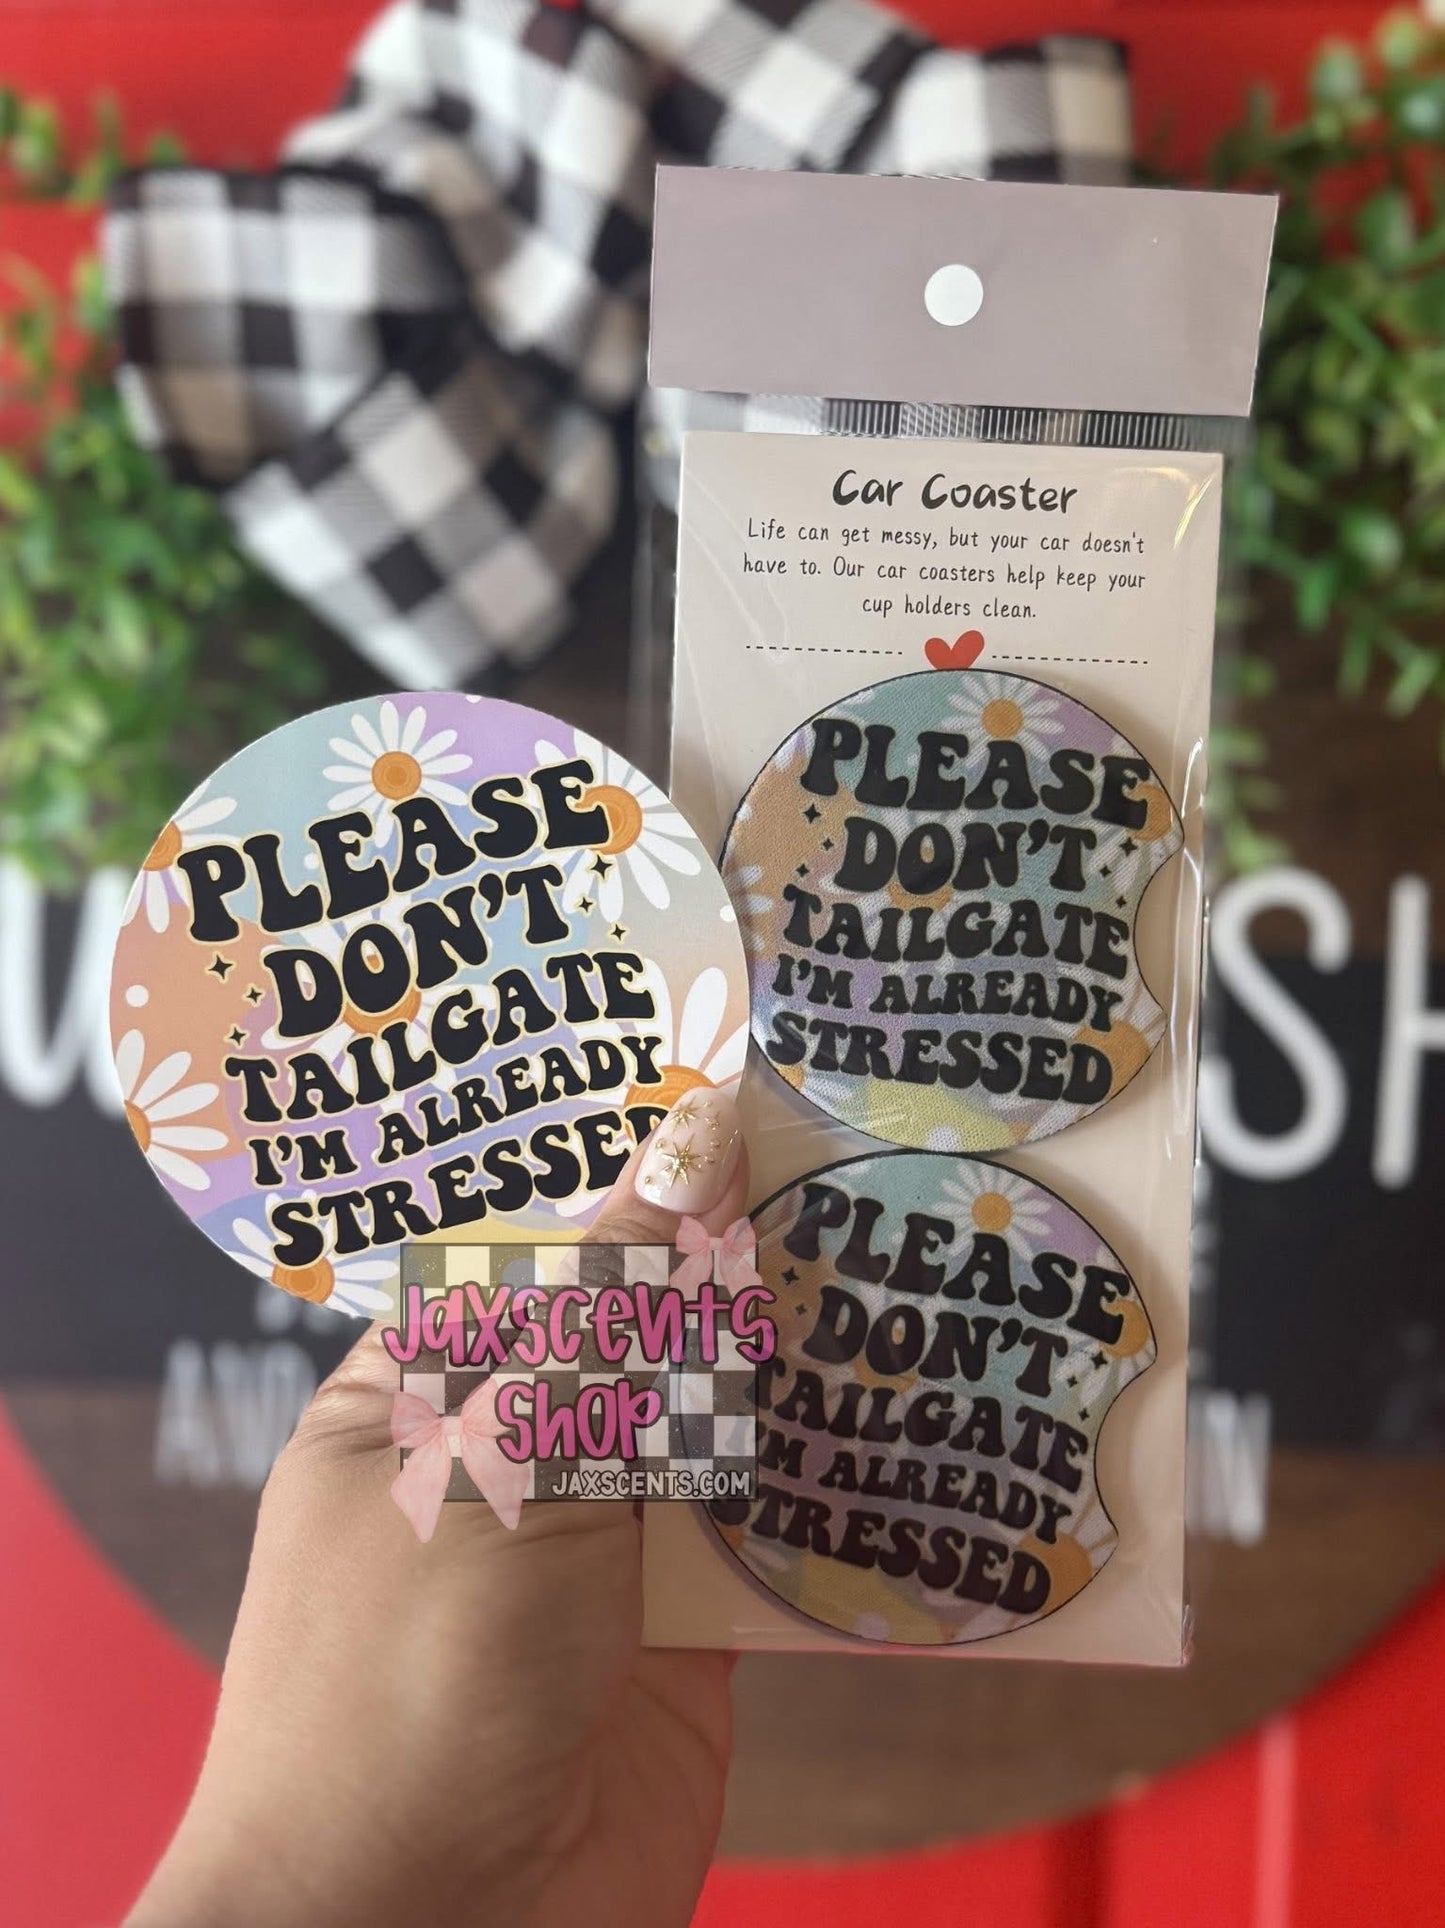 Car Coaster
Life can get messy, but your car doesn't
have to. Our car coasters help keep your
cup holders clean.
PLEASE
DON'T
TAILGATE
I'M ALREADY
STRESSED
PLEASE
DON'T
TAILGATE
I'M ALREADY
STRESSED
PLEASE
DON'T
TAILGATE
I'M ALREADY
STRESSED
Jaxscents
Shop
JAXSCENTS.COM
SH